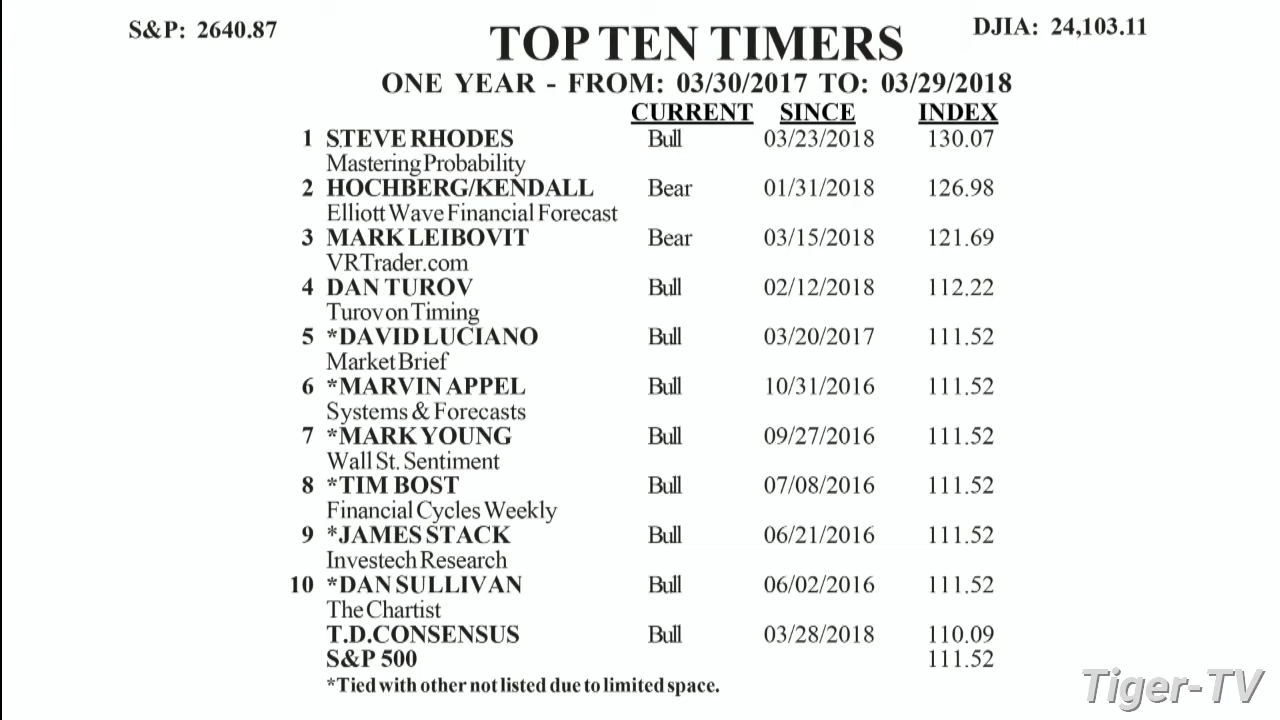 S&P: 2640.87
DJIA: 24,103.11
TOP TEN TIMERS
ONE YEAR - FROM: 03/30/2017 TO: 03/29/2018
CURRENT SINCE INDEX
1 STEVE RHODES Bull 03/23/2018 130.07
Mastering Probability
2 HOCHBERG/KENDALL Bear 01/31/2018 126.98
Elliott Wave Financial Forecast
3 MARK LEIBOVIT Bear 03/15/2018 121.69
VRTrader.com
4 DAN TUROV Bull 02/12/2018 112.22
Turov on Timing
5 *DAVID LUCIANO Bull 03/20/2017 111.52
Market Brief
6 *MARVIN APPEL Bull 10/31/2016 111.52
Systems & Forecasts
7 *MARK YOUNG Bull 09/27/2016 111.52
Wall St. Sentiment
8 *TIM BOST Bull 07/08/2016 111.52
Financial Cycles Weekly
9 *JAMES STACK Bull 06/21/2016 111.52
Investech Research
10 *DAN SULLIVAN Bull 06/02/2016 111.52
The Chartist
T.D.CONSENSUS Bull 03/28/2018 110.09
S&P 500 111.52
*Tied with other not listed due to limited space.
Tiger-TV